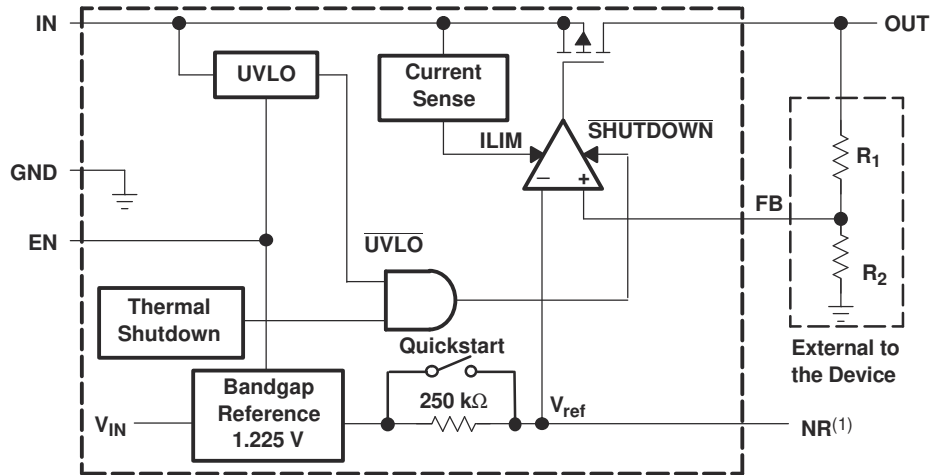 IN
OUT
UVLO
Current
Sense
SHUTDOWN
ILIM
R1
GND
− +
FB
EN
UVLO
R2
Thermal
Shutdown
Quickstart
External to
the Device
Bandgap
Reference
1.225 V
250 kΩ
Vref
VIN
NR(1)